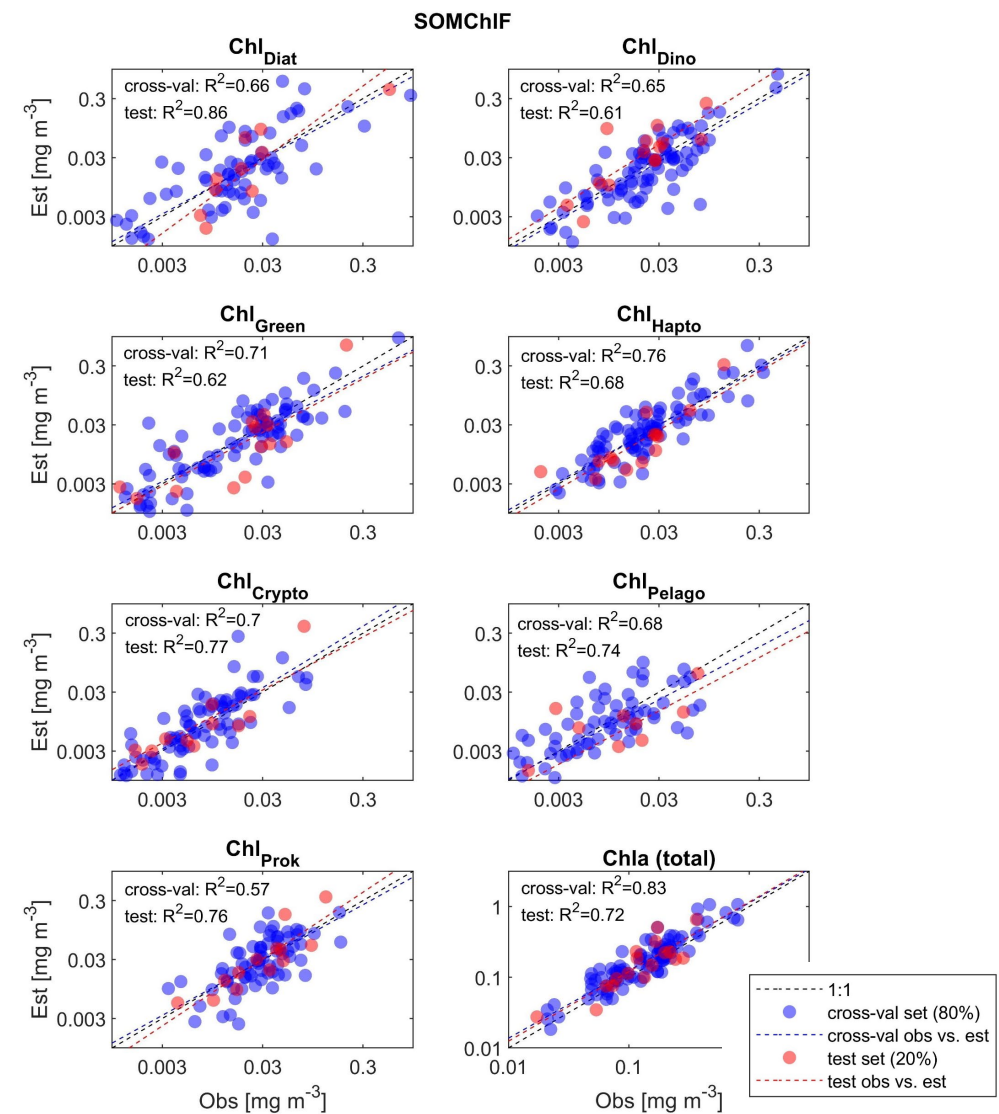 SOMChlF
Chl_Diat
cross-val: R²=0.66
test: R²=0.86
Est [mg m⁻³]
0.3
0.03
0.003
0.003 0.03 0.3
Chl_Dino
cross-val: R²=0.65
test: R²=0.61
0.3
0.03
0.003
0.003 0.03 0.3
Chl_Green
cross-val: R²=0.71
test: R²=0.62
Est [mg m⁻³]
0.3
0.03
0.003
0.003 0.03 0.3
Chl_Hapto
cross-val: R²=0.76
test: R²=0.68
0.3
0.03
0.003
0.003 0.03 0.3
Chl_Crypto
cross-val: R²=0.7
test: R²=0.77
Est [mg m⁻³]
0.3
0.03
0.003
0.003 0.03 0.3
Chl_Pelago
cross-val: R²=0.68
test: R²=0.74
0.3
0.03
0.003
0.003 0.03 0.3
Chl_Prok
cross-val: R²=0.57
test: R²=0.76
Est [mg m⁻³]
0.3
0.03
0.003
0.003 0.03 0.3
Obs [mg m⁻³]
Chla (total)
cross-val: R²=0.83
test: R²=0.72
1
0.1
0.01
0.01 0.1
Obs [mg m⁻³]
1:1
cross-val set (80%)
cross-val obs vs. est
test set (20%)
test obs vs. est